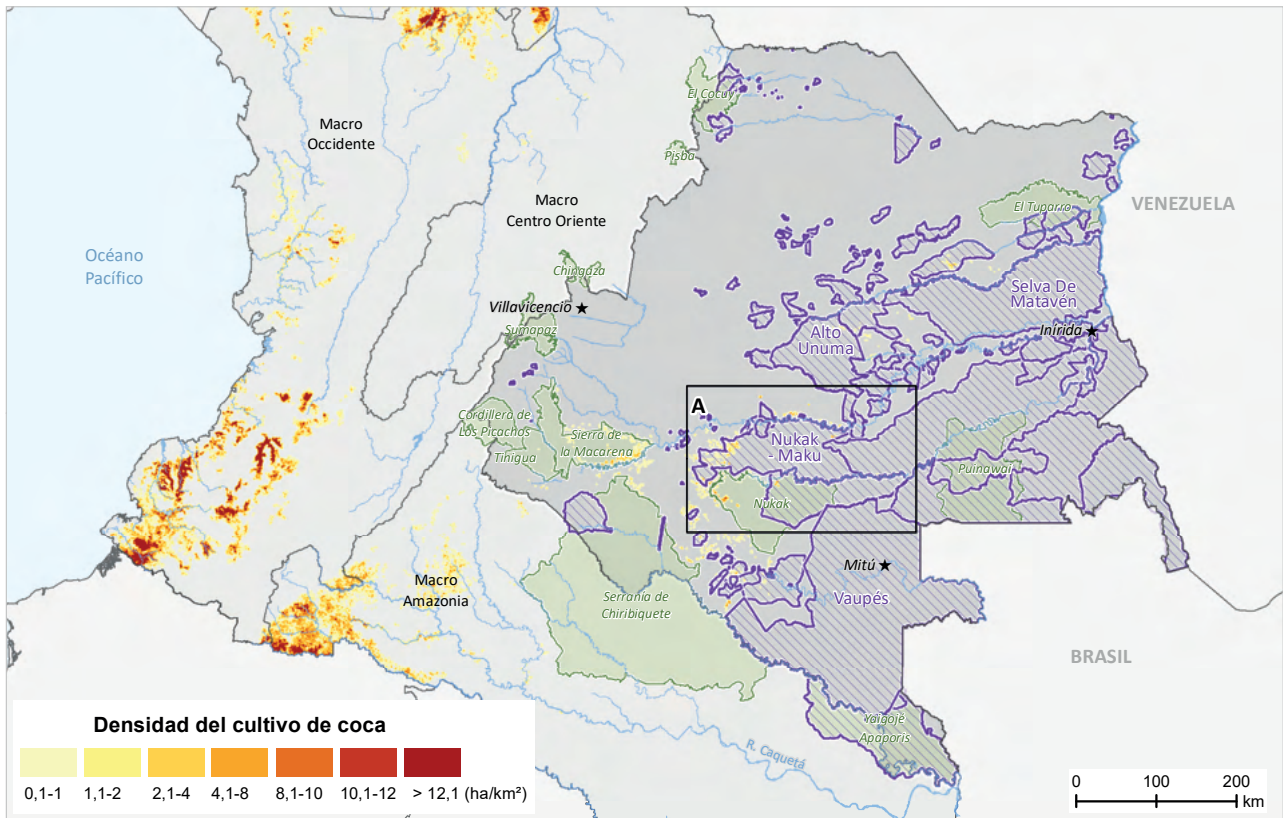 El Cocuy
Pisba
Macro
Occidente
Macro
Centro Oriente
El Tuparro
VENEZUELA
Océano
Pacífico
Chingaza
Villavicencio
Sumapaz
Selva De
Matavén
Inírida
Alto
Unuma
A
Cordillera de
Los Picachos
Tinigua
Sierra de
la Macarena
Nukak
- Maku
Nukak
Puinawai
Mitú
Vaupés
Macro
Amazonia
Serranía de
Chiribiquete
BRASIL
Yaigojé
Apaporis
R. Caquetá
Densidad del cultivo de coca
0,1-1 1,1-2 2,1-4 4,1-8 8,1-10 10,1-12 > 12,1 (ha/km²)
0 100 200
km